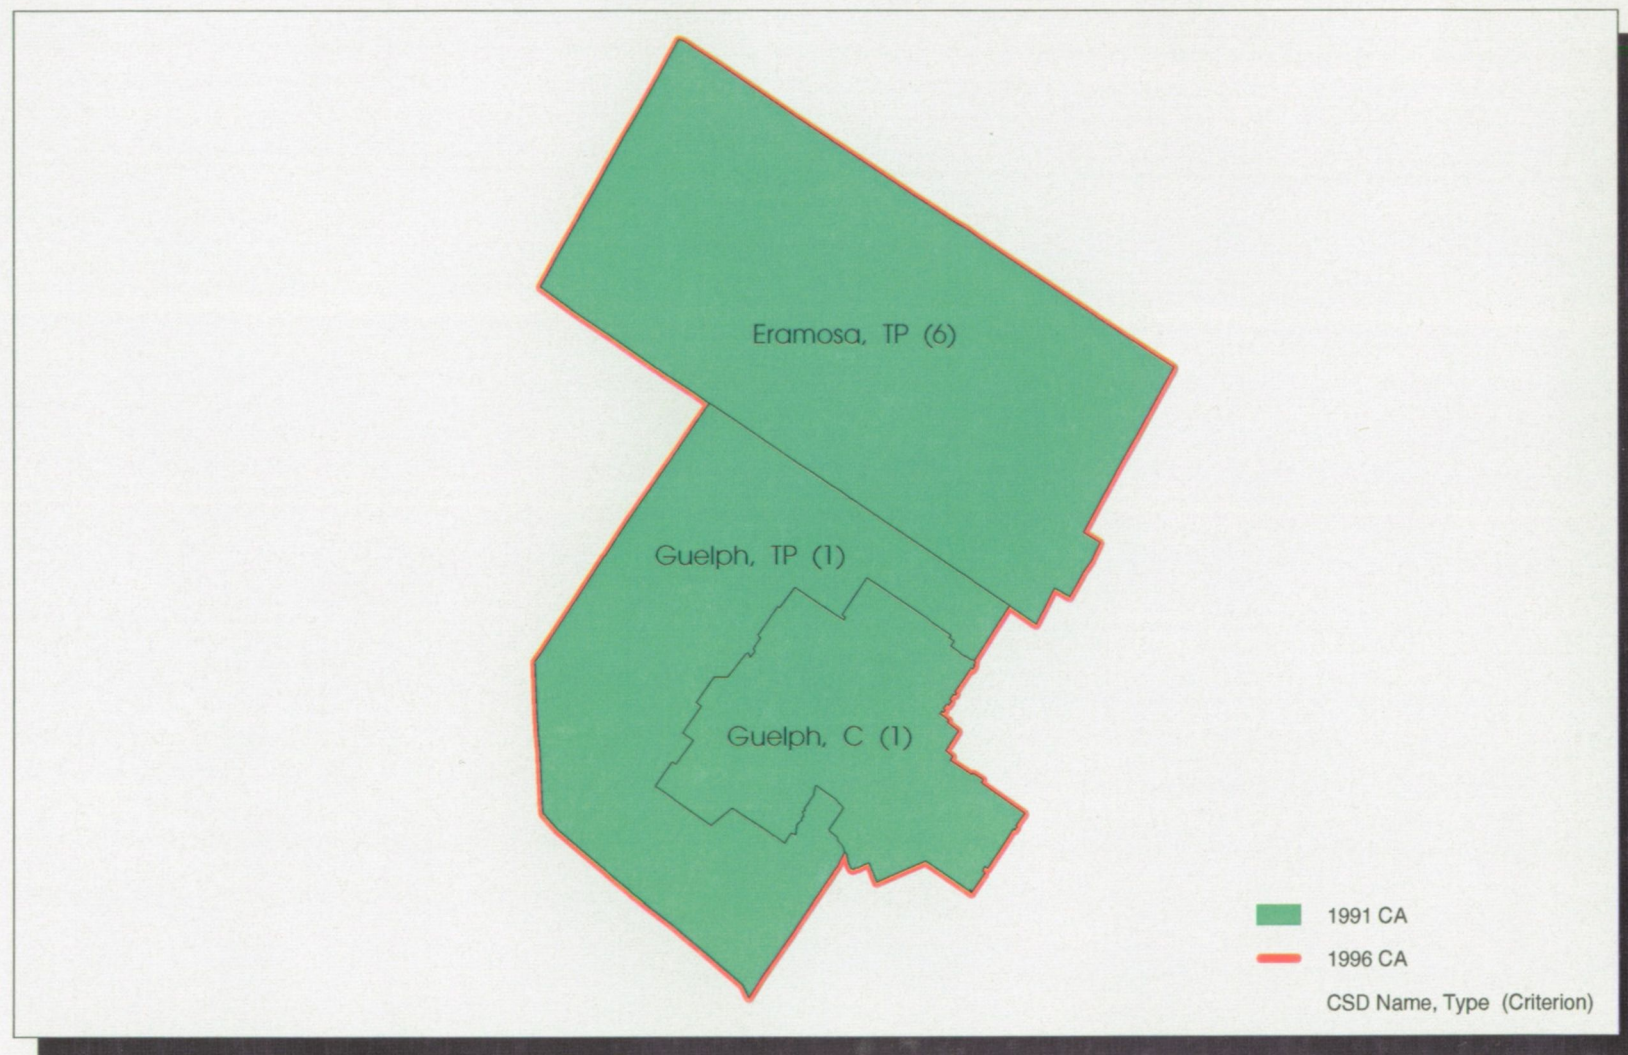 Eramosa, TP (6)
Guelph, TP (1)
Guelph, C (1)
1991 CA
1996 CA
CSD Name, Type (Criterion)